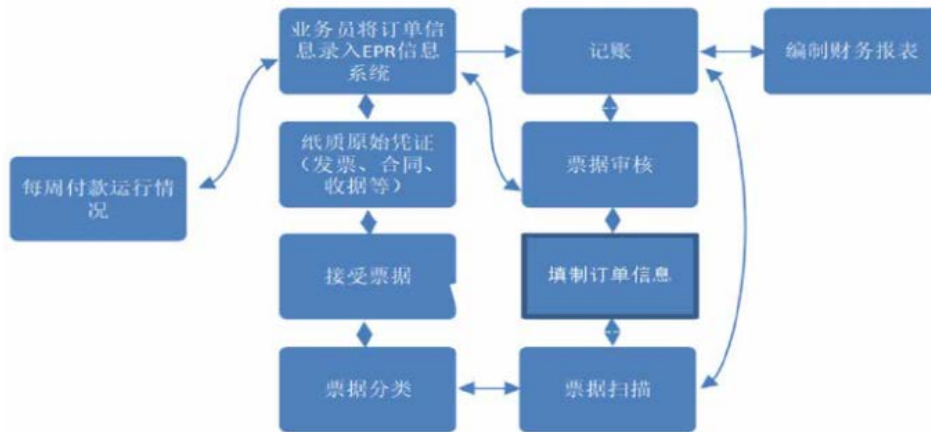 业务员将订单信
息录入EPR信息
系统
记账
编制财务报表
纸质原始凭证
（发票、合同、
收据等）
票据审核
每周付款运行情
况
接受票据
填制订单信息
票据分类
票据扫描